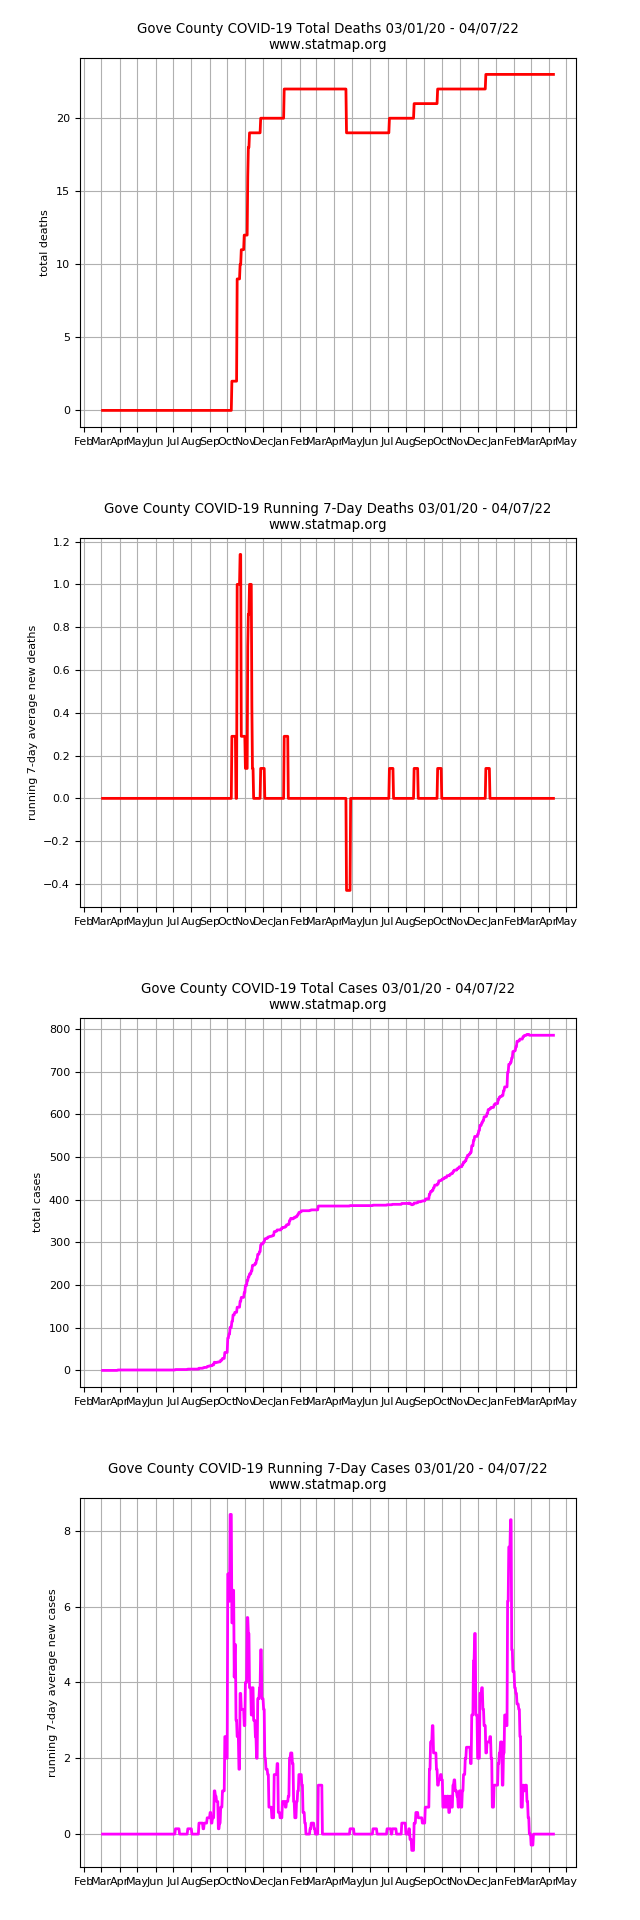 Gove County COVID-19 Total Deaths 03/01/20 - 04/07/22
www.statmap.org
total deaths
20
15
10
5
0
Feb Mar Apr May Jun Jul Aug Sep Oct Nov Dec Jan Feb Mar Apr May Jun Jul Aug Sep Oct Nov Dec Jan Feb Mar Apr May
Gove County COVID-19 Running 7-Day Deaths 03/01/20 - 04/07/22
www.statmap.org
running 7-day average new deaths
1.2
1.0
0.8
0.6
0.4
0.2
0.0
−0.2
−0.4
Feb Mar Apr May Jun Jul Aug Sep Oct Nov Dec Jan Feb Mar Apr May Jun Jul Aug Sep Oct Nov Dec Jan Feb Mar Apr May
Gove County COVID-19 Total Cases 03/01/20 - 04/07/22
www.statmap.org
total cases
800
700
600
500
400
300
200
100
0
Feb Mar Apr May Jun Jul Aug Sep Oct Nov Dec Jan Feb Mar Apr May Jun Jul Aug Sep Oct Nov Dec Jan Feb Mar Apr May
Gove County COVID-19 Running 7-Day Cases 03/01/20 - 04/07/22
www.statmap.org
running 7-day average new cases
8
6
4
2
0
Feb Mar Apr May Jun Jul Aug Sep Oct Nov Dec Jan Feb Mar Apr May Jun Jul Aug Sep Oct Nov Dec Jan Feb Mar Apr May